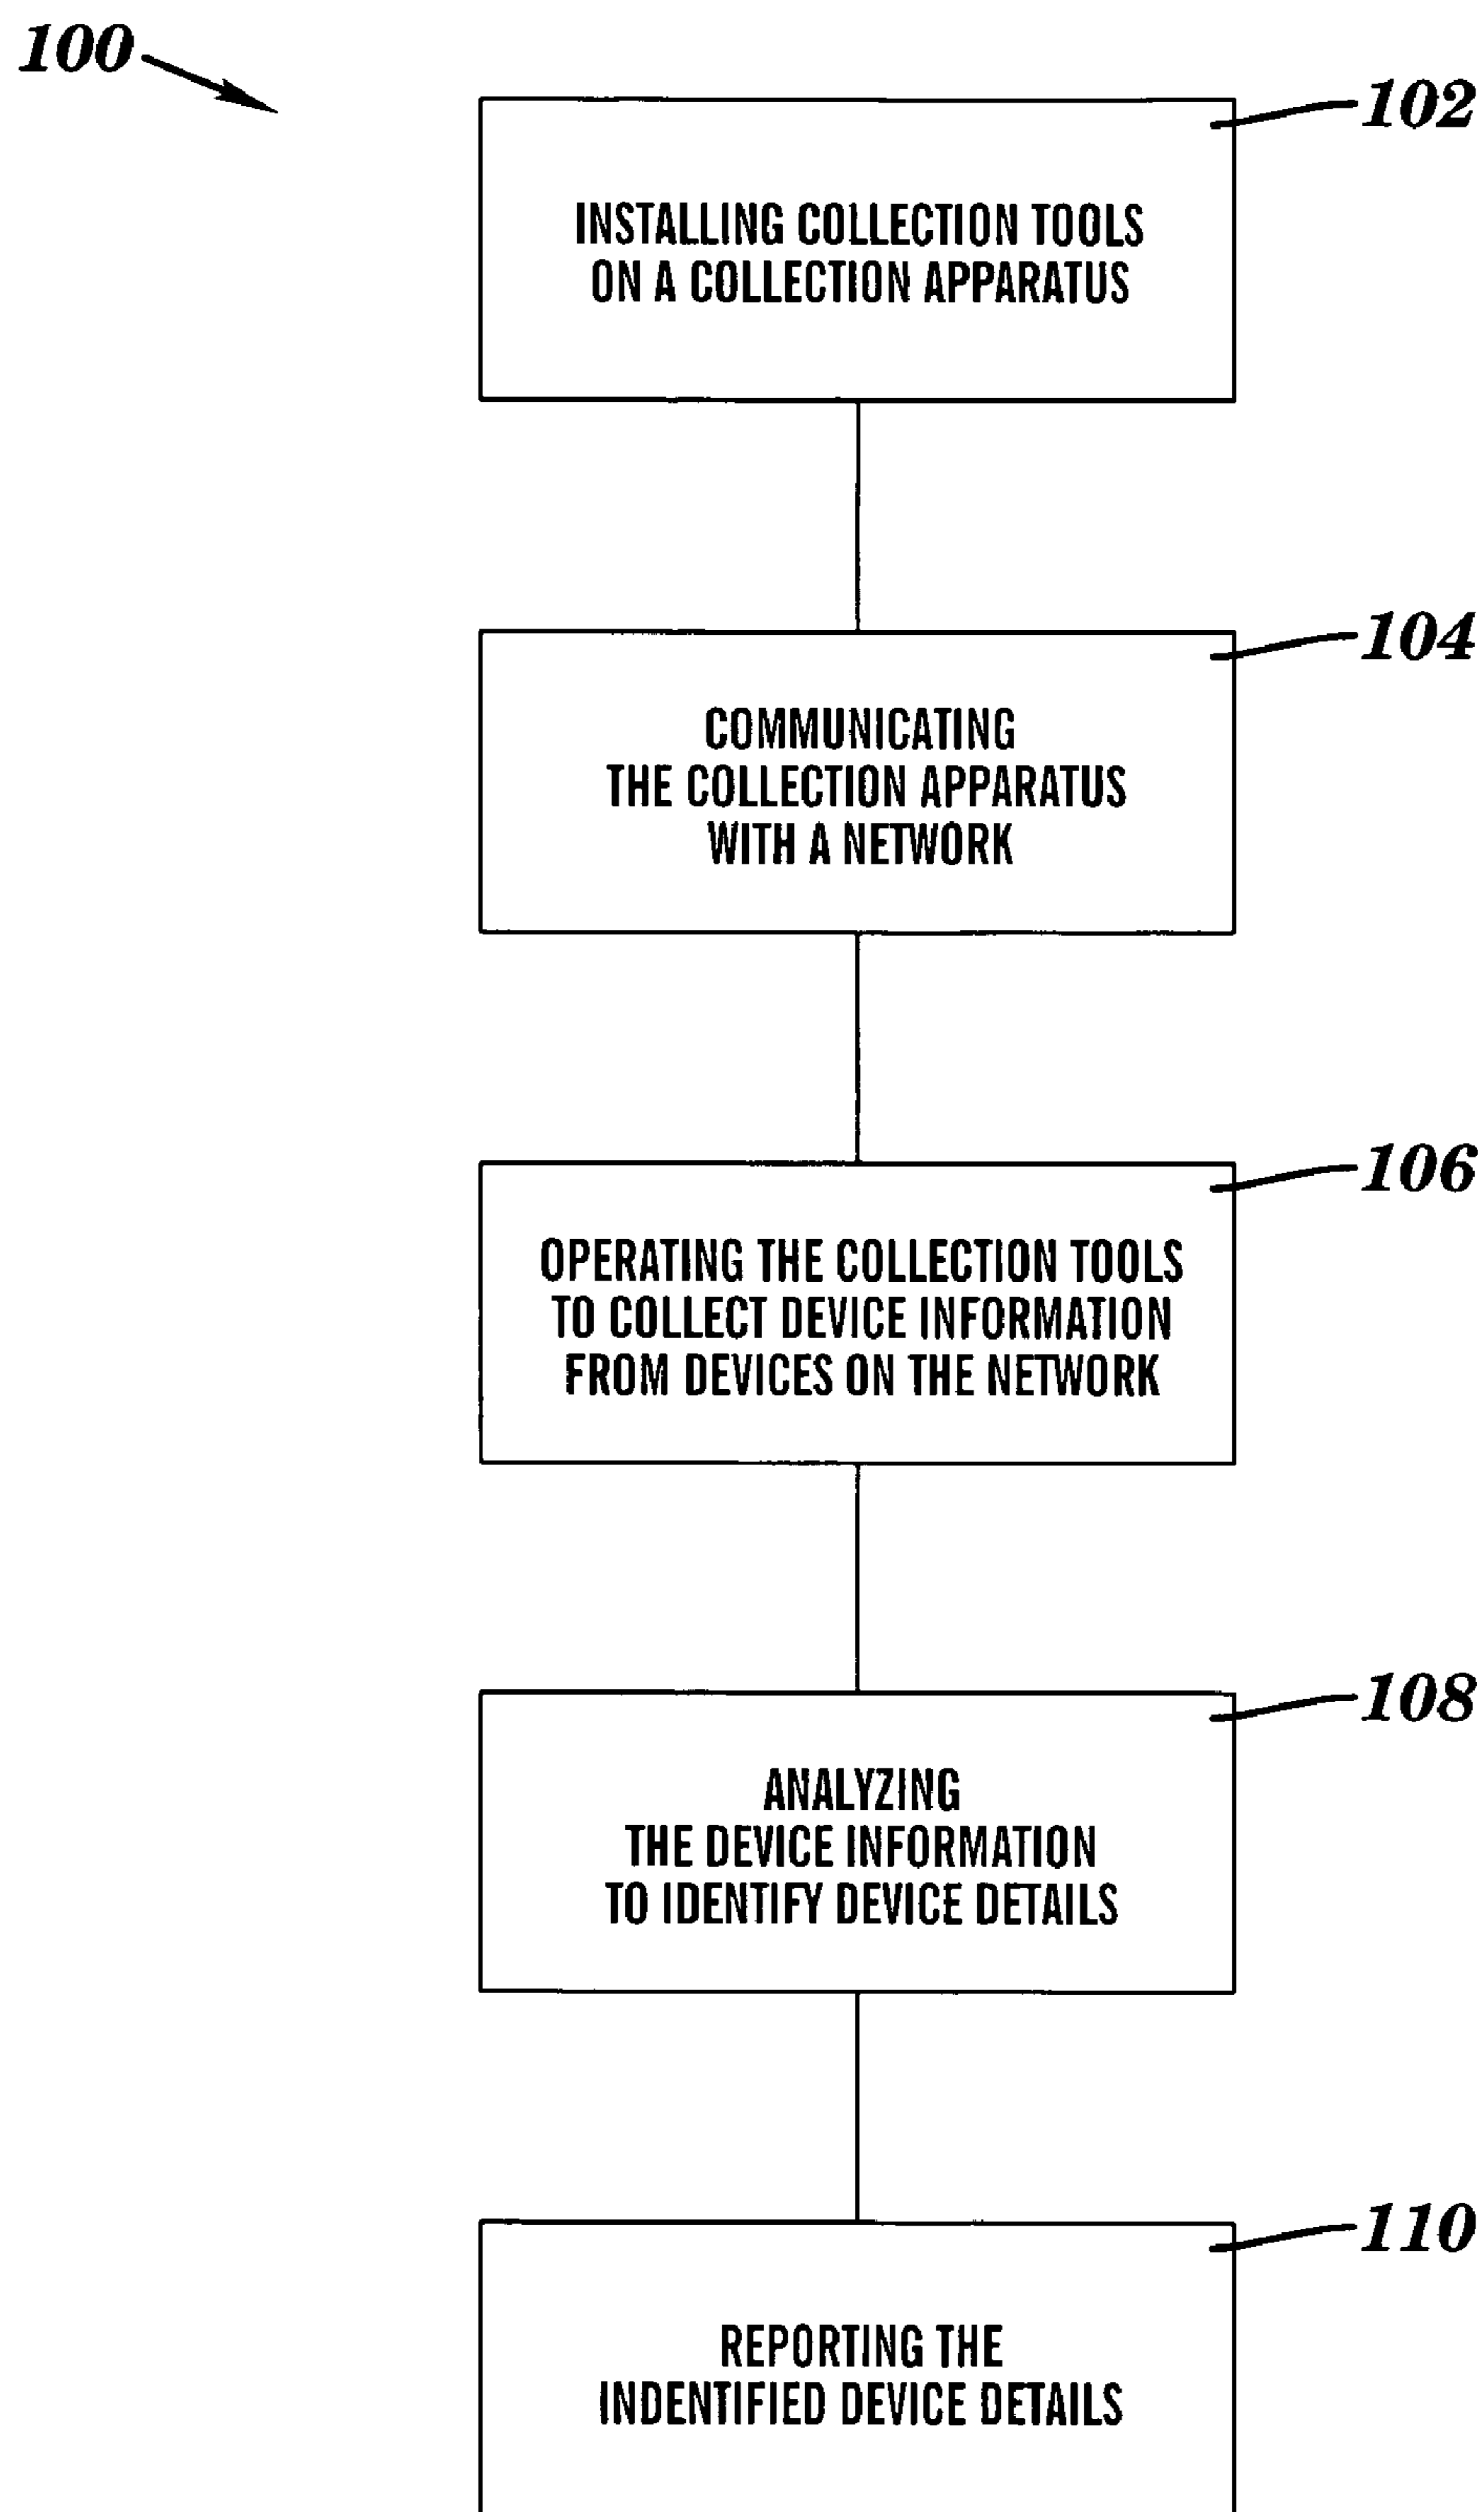 100
102
INSTALLING COLLECTION TOOLS
ON A COLLECTION APPARATUS
104
COMMUNICATING
THE COLLECTION APPARATUS
WITH A NETWORK
106
OPERATING THE COLLECTION TOOLS
TO COLLECT DEVICE INFORMATION
FROM DEVICES ON THE NETWORK
108
ANALYZING
THE DEVICE INFORMATION
TO IDENTIFY DEVICE DETAILS
110
REPORTING THE
INDENTIFIED DEVICE DETAILS